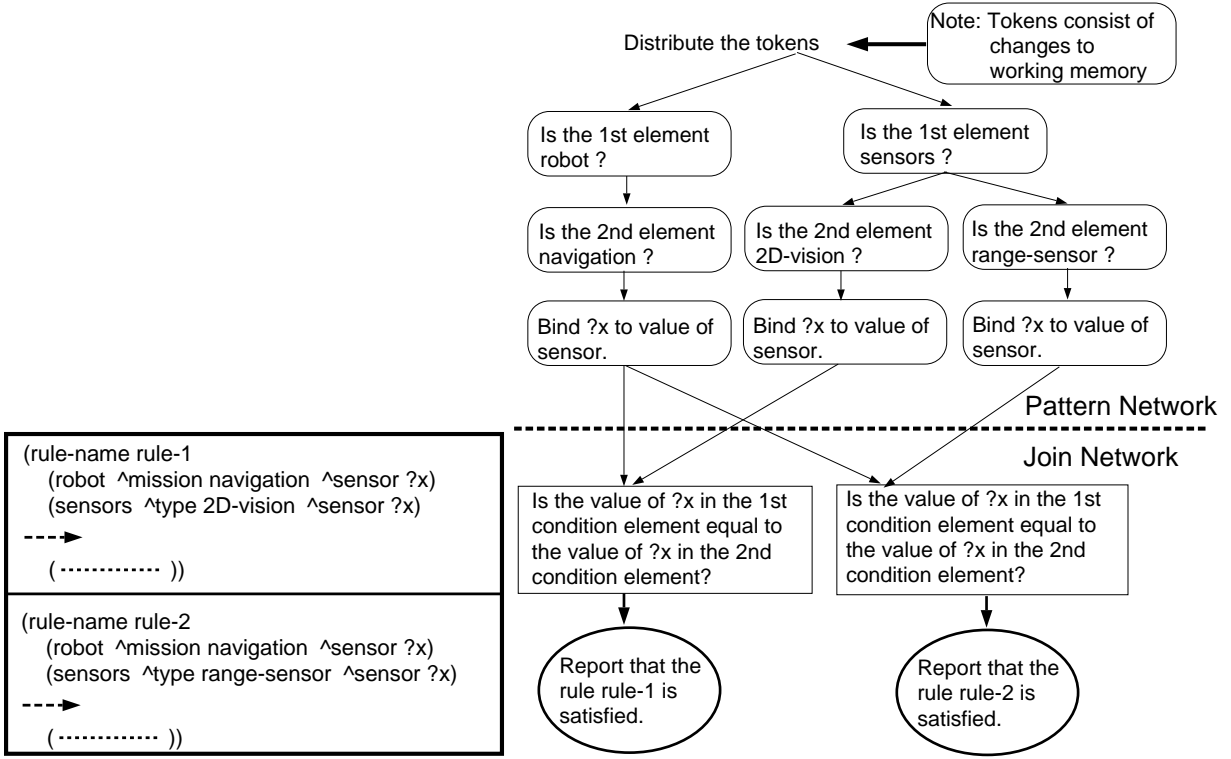 Distribute the tokens
Note: Tokens consist of
changes to
working memory
Is the 1st element
robot ?
Is the 1st element
sensors ?
Is the 2nd element
navigation ?
Is the 2nd element
2D-vision ?
Is the 2nd element
range-sensor ?
Bind ?x to value of
sensor.
Bind ?x to value of
sensor.
Bind ?x to value of
sensor.
Pattern Network
Join Network
(rule-name rule-1
(robot ^mission navigation ^sensor ?x)
(sensors ^type 2D-vision ^sensor ?x)
( ------------- ))
(rule-name rule-2
(robot ^mission navigation ^sensor ?x)
(sensors ^type range-sensor ^sensor ?x)
( ------------- ))
Is the value of ?x in the 1st
condition element equal to
the value of ?x in the 2nd
condition element?
Is the value of ?x in the 1st
condition element equal to
the value of ?x in the 2nd
condition element?
Report that the
rule rule-1 is
satisfied.
Report that the
rule rule-2 is
satisfied.